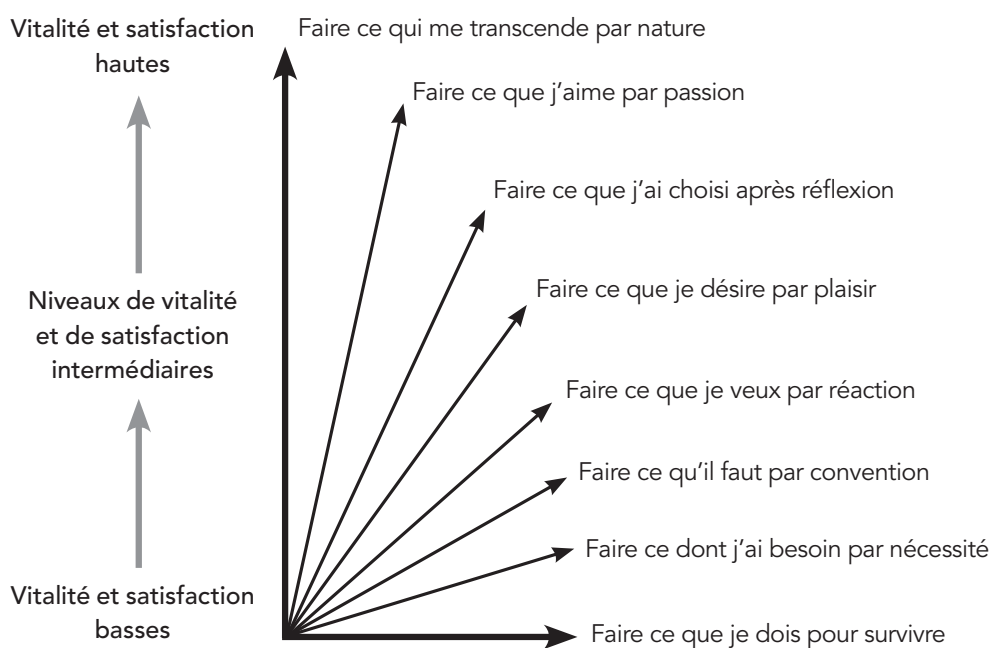 Vitalité et satisfaction
hautes
Faire ce qui me transcende par nature
Faire ce que j’aime par passion
Faire ce que j’ai choisi après réflexion
Niveaux de vitalité
et de satisfaction
intermédiaires
Faire ce que je désire par plaisir
Faire ce que je veux par réaction
Faire ce qu’il faut par convention
Faire ce dont j’ai besoin par nécessité
Vitalité et satisfaction
basses
Faire ce que je dois pour survivre